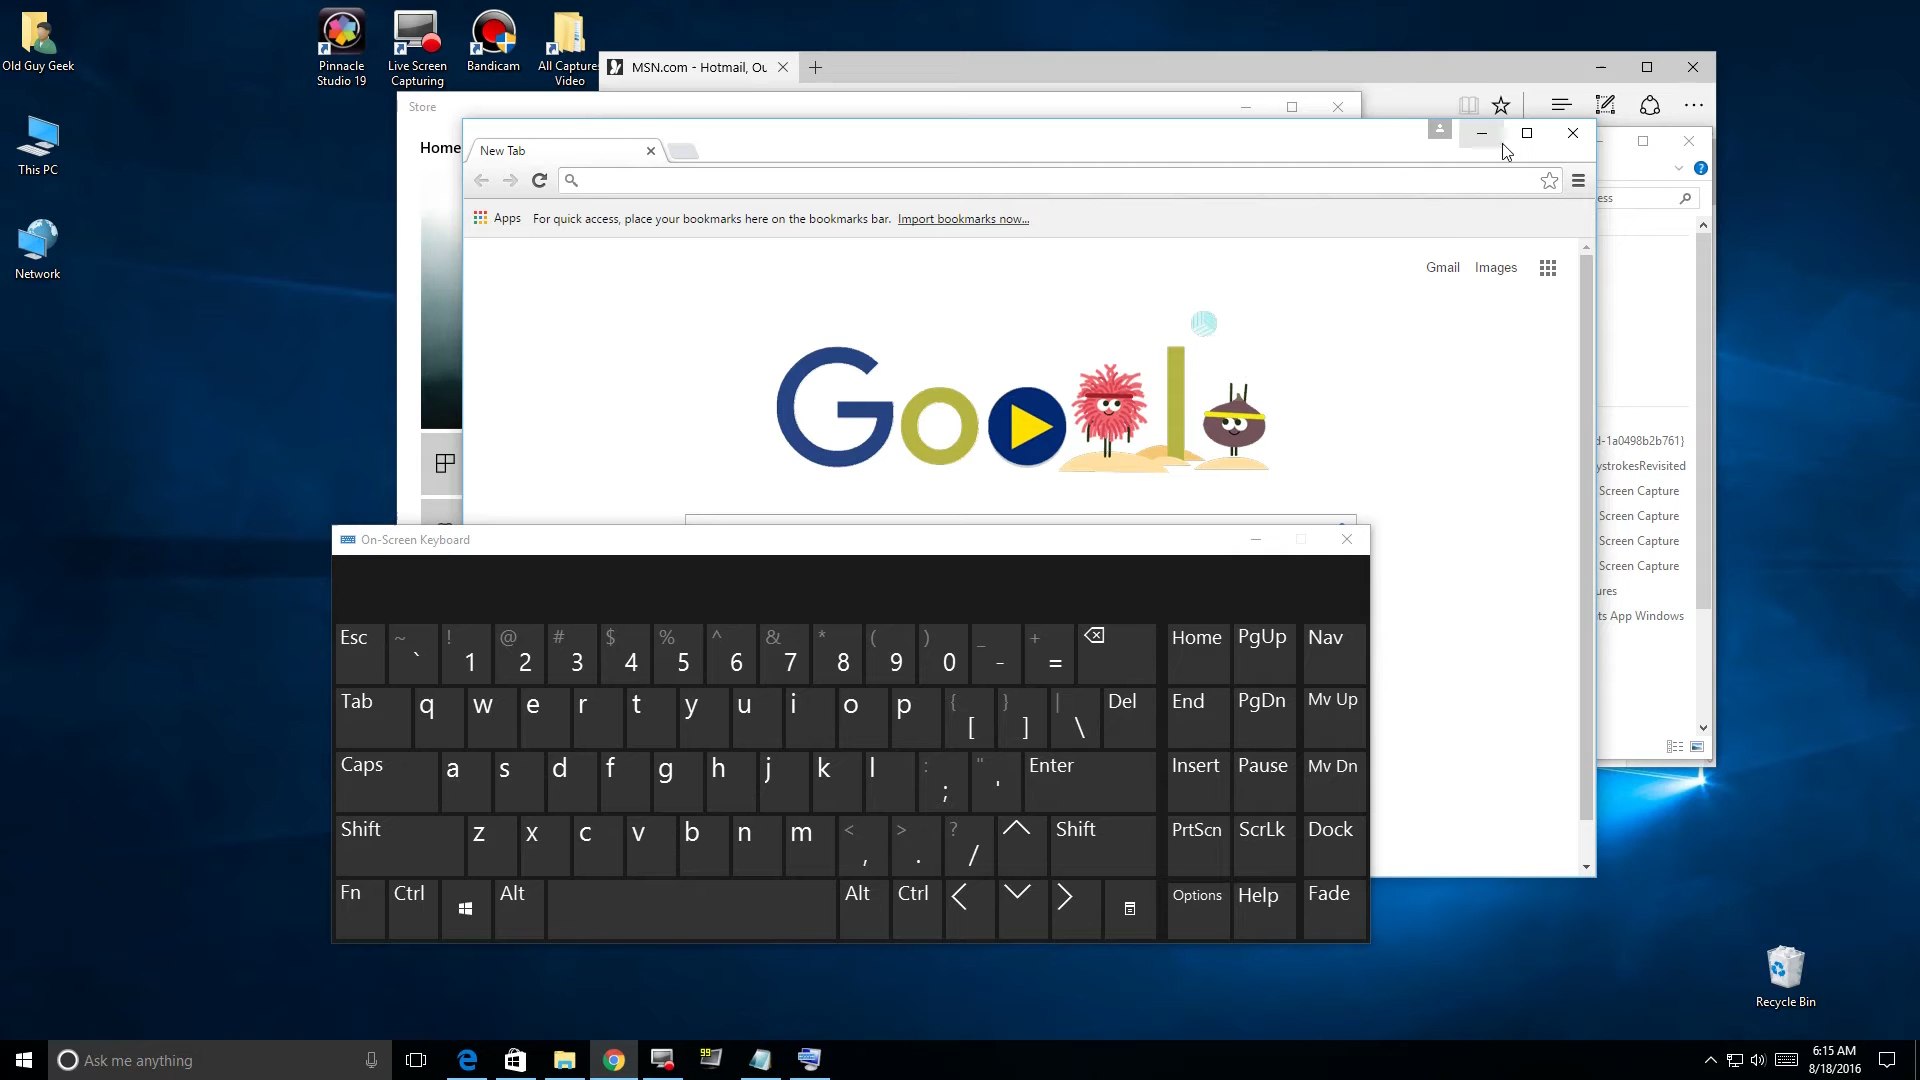 Old Guy Geek
This PC
Network
Pinnacle
Studio 19
Live Screen
Capturing
Bandicam
All Capture
Video
MSN.com - Hotmail, Ou
Store
Home
New Tab
Apps
For quick access, place your bookmarks here on the bookmarks bar. Import bookmarks now...
Gmail
Images
Gool
ess
d-1a0498b2b761}
ystrokesRevisited
Screen Capture
Screen Capture
Screen Capture
Screen Capture
ures
ts App Windows
On-Screen Keyboard
Esc ~ ` ! 1 @ 2 # 3 $ 4 % 5 ^ 6 & 7 * 8 ( 9 ) 0 _ - + = Home PgUp Nav
Tab q w e r t y u i o p { [ } ] | \ Del End PgDn Mv Up
Caps a s d f g h j k l : ; " ' Enter Insert Pause Mv Dn
Shift z x c v b n m < , > . ? / Shift PrtScn ScrLk Dock
Fn Ctrl Alt Alt Ctrl Options Help Fade
Recycle Bin
Ask me anything
99
6:15 AM
8/18/2016